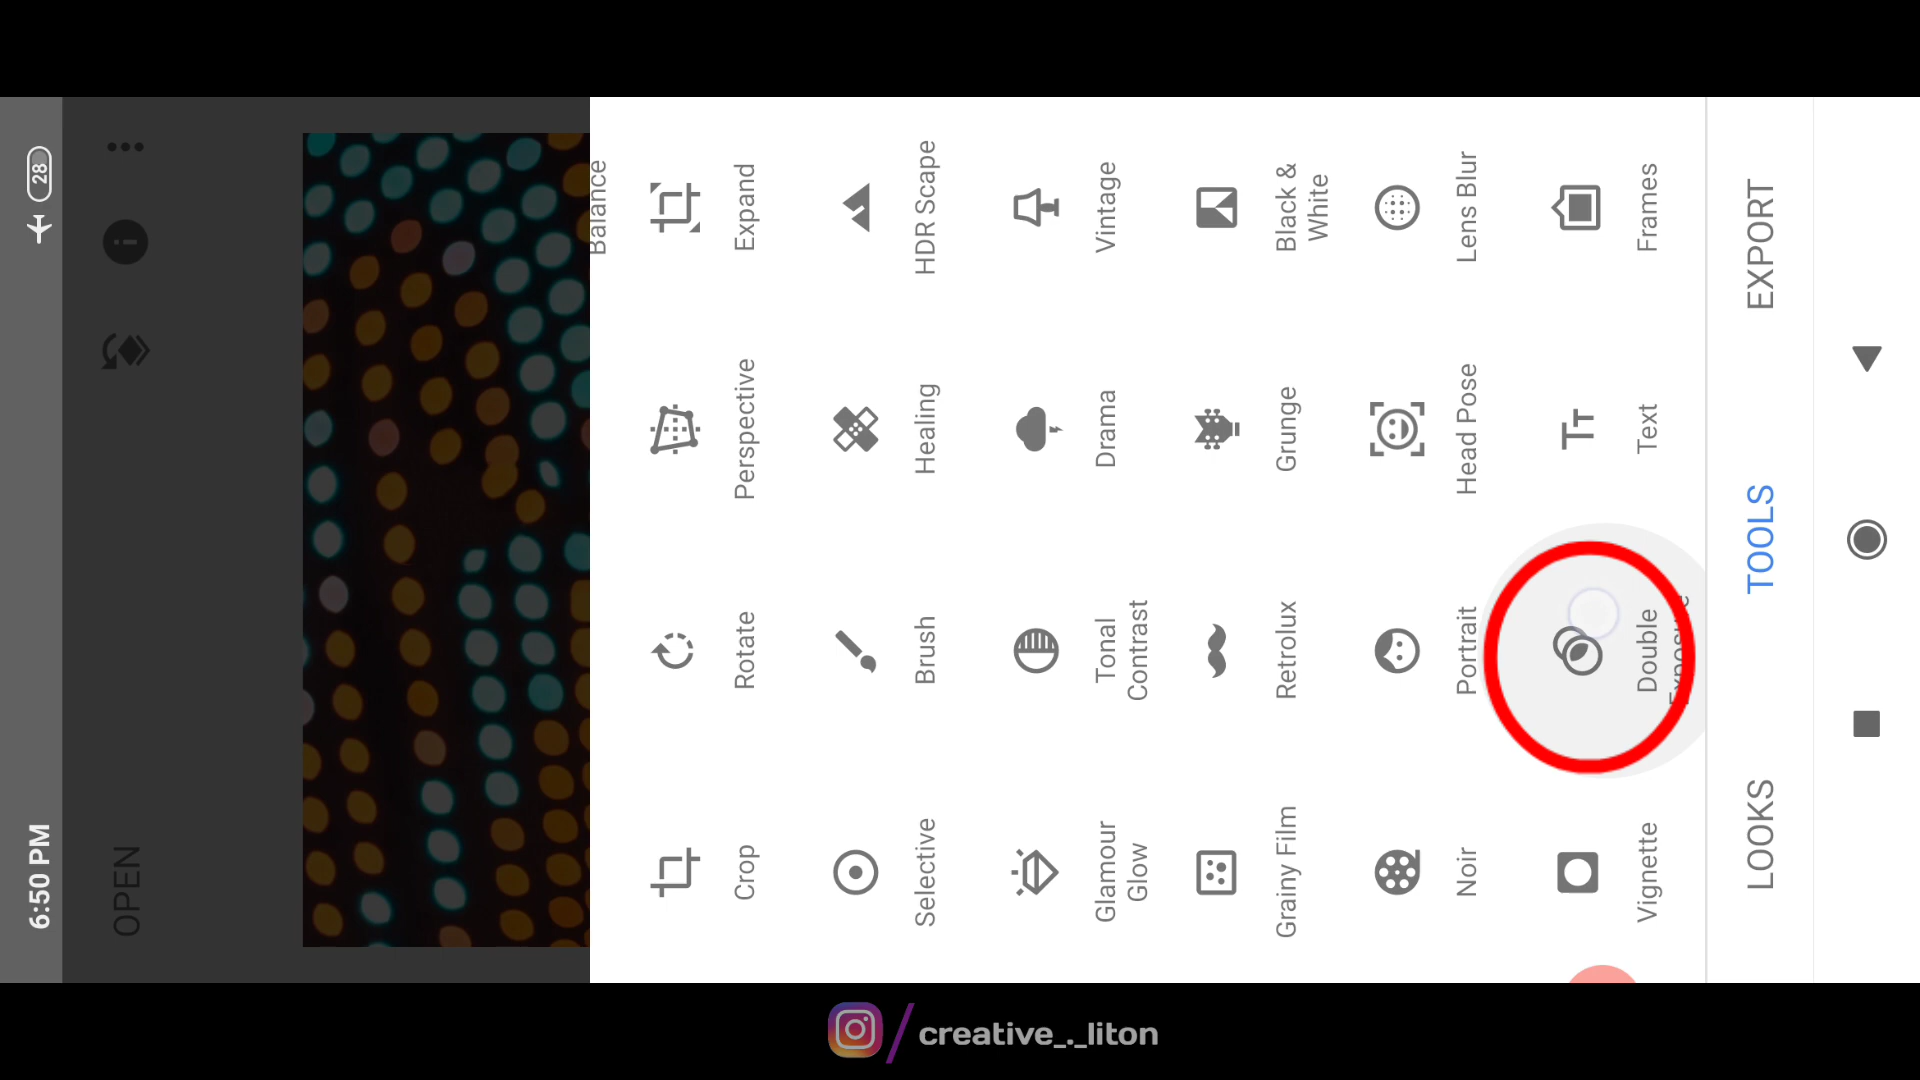 6:50 PM
28
OPEN
Balance
Crop
Rotate
Perspective
Expand
Selective
Brush
Healing
HDR Scape
Glamour
Glow
Tonal
Contrast
Drama
Vintage
Grainy Film
Retrolux
Grunge
Black &
White
Noir
Portrait
Head Pose
Lens Blur
Vignette
Double
Exposure
Text
Frames
LOOKS
TOOLS
EXPORT
creative_._liton